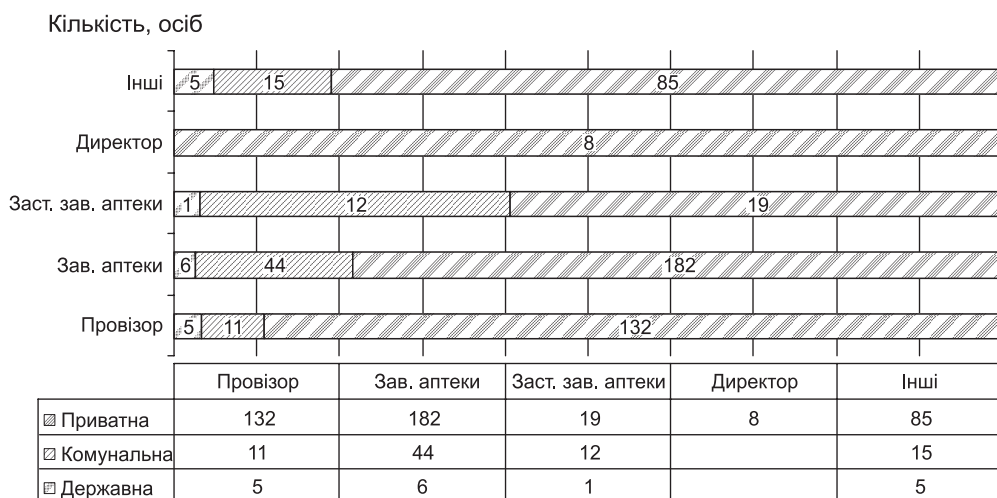 Кількість, осіб
Інші 5 15 85
Директор 8
Заст. зав. аптеки 1 12 19
Зав. аптеки 6 44 182
Провізор 5 11 132
Провізор Зав. аптеки Заст. зав. аптеки Директор Інші
Приватна 132 182 19 8 85
Комунальна 11 44 12 15
Державна 5 6 1 5